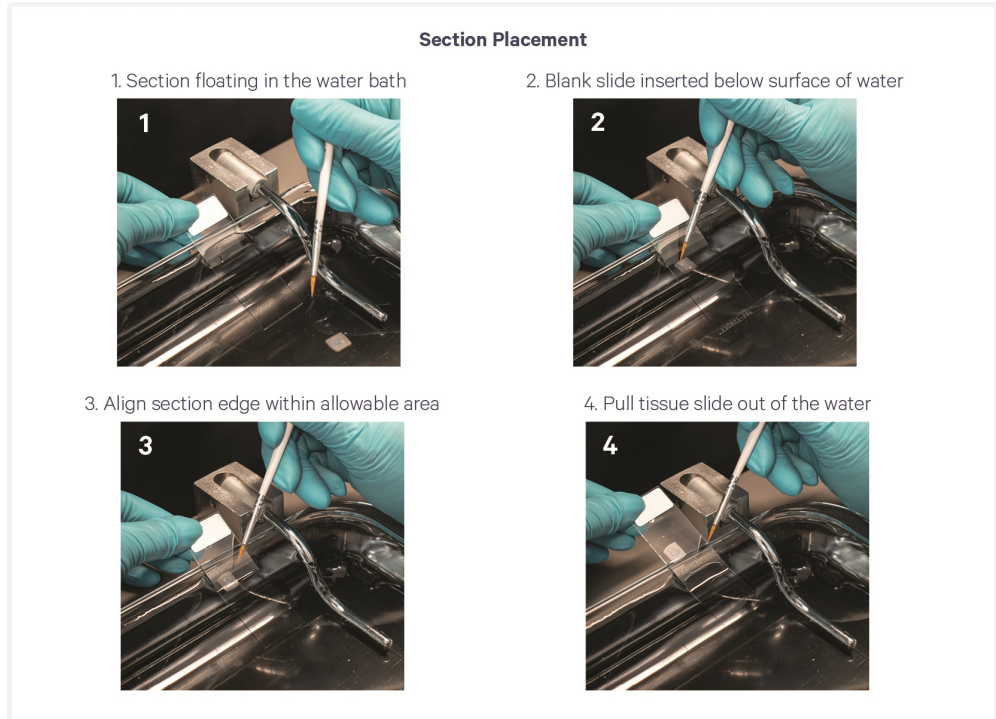 Section Placement
1. Section floating in the water bath
2. Blank slide inserted below surface of water
1
2
3. Align section edge within allowable area
4. Pull tissue slide out of the water
3
4